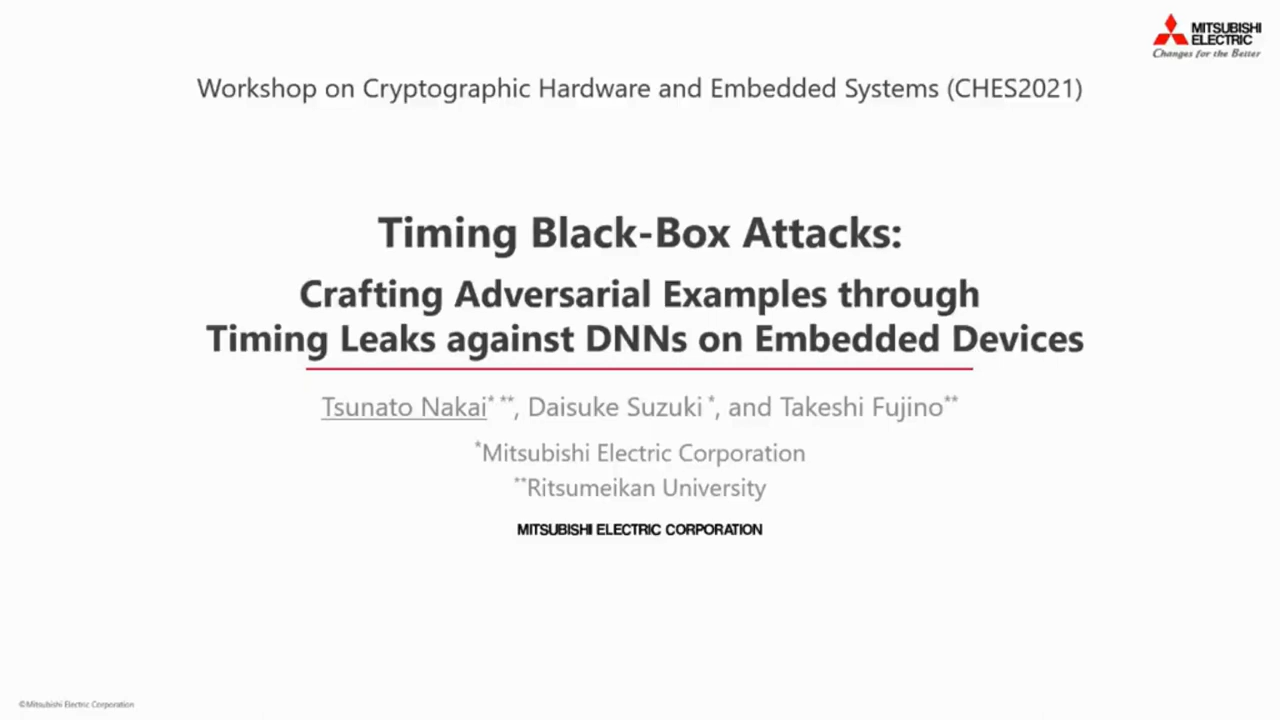 MITSUBISHI
ELECTRIC
Changes for the Better
Workshop on Cryptographic Hardware and Embedded Systems (CHES2021)
Timing Black-Box Attacks:
Crafting Adversarial Examples through
Timing Leaks against DNNs on Embedded Devices
Tsunato Nakai* **, Daisuke Suzuki *, and Takeshi Fujino**
*Mitsubishi Electric Corporation
**Ritsumeikan University
MITSUBISHI ELECTRIC CORPORATION
©Mitsubishi Electric Corporation